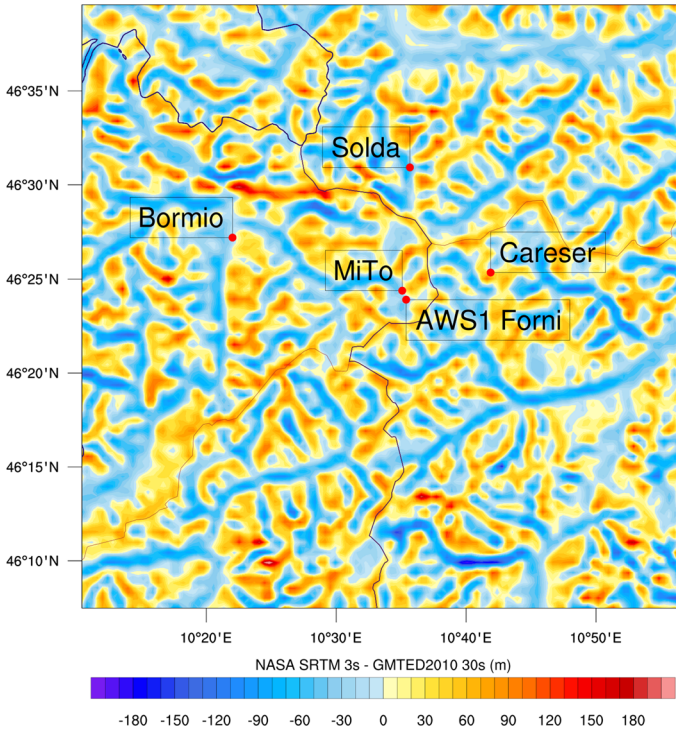 46°35'N
Solda
46°30'N
Bormio
Careser
46°25'N
MiTo
AWS1 Forni
46°20'N
46°15'N
46°10'N
10°20'E 10°30'E 10°40'E 10°50'E
NASA SRTM 3s - GMTED2010 30s (m)
-180 -150 -120 -90 -60 -30 0 30 60 90 120 150 180